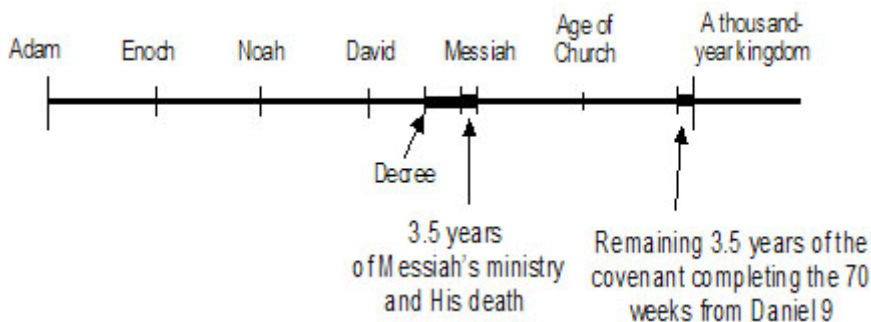 Adam
Enoch
Noah
David
Messiah
Age of
Church
A thousand-
year kingdom
Decree
3.5 years
of Messiah's ministry
and His death
Remaining 3.5 years of the
covenant completing the 70
weeks from Daniel 9